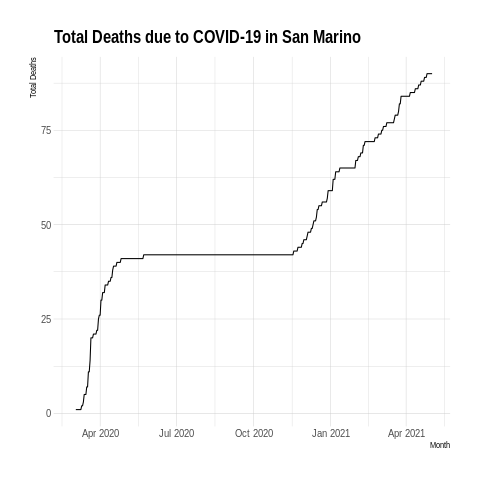 Total Deaths due to COVID-19 in San Marino
Total Deaths
75
50
25
0
Apr 2020 Jul 2020 Oct 2020 Jan 2021 Apr 2021
Month